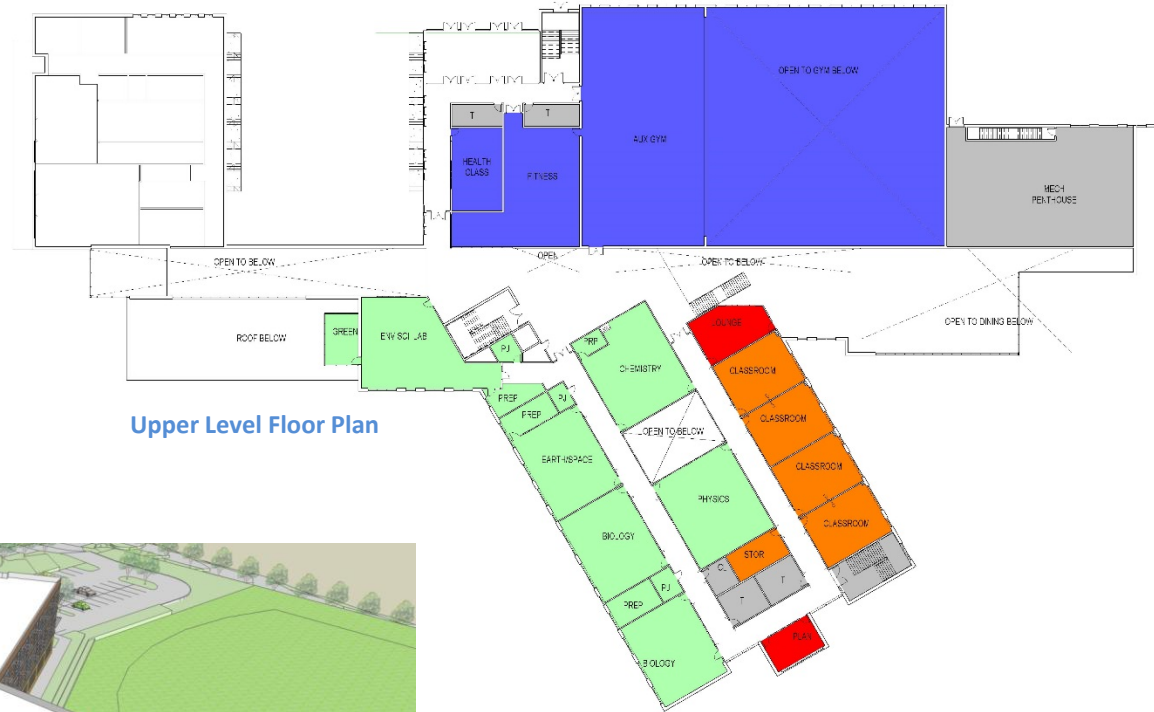 OPEN TO GYM BELOW
T
T
AUX GYM
HEALTH
CLASS
FITNESS
MECH
PENTHOUSE
OPEN TO BELOW
OPEN
OPEN TO BELOW
ROOF BELOW
GREEN
ENV SCI LAB
PJ
PRP
CHEMISTRY
LOUNGE
OPEN TO DINING BELOW
CLASSROOM
PREP
PJ
PREP
CLASSROOM
Upper Level Floor Plan
OPEN TO BELOW
EARTH/SPACE
CLASSROOM
PHYSICS
CLASSROOM
BIOLOGY
STOR
CL
T
T
PJ
PREP
PLAN
BIOLOGY